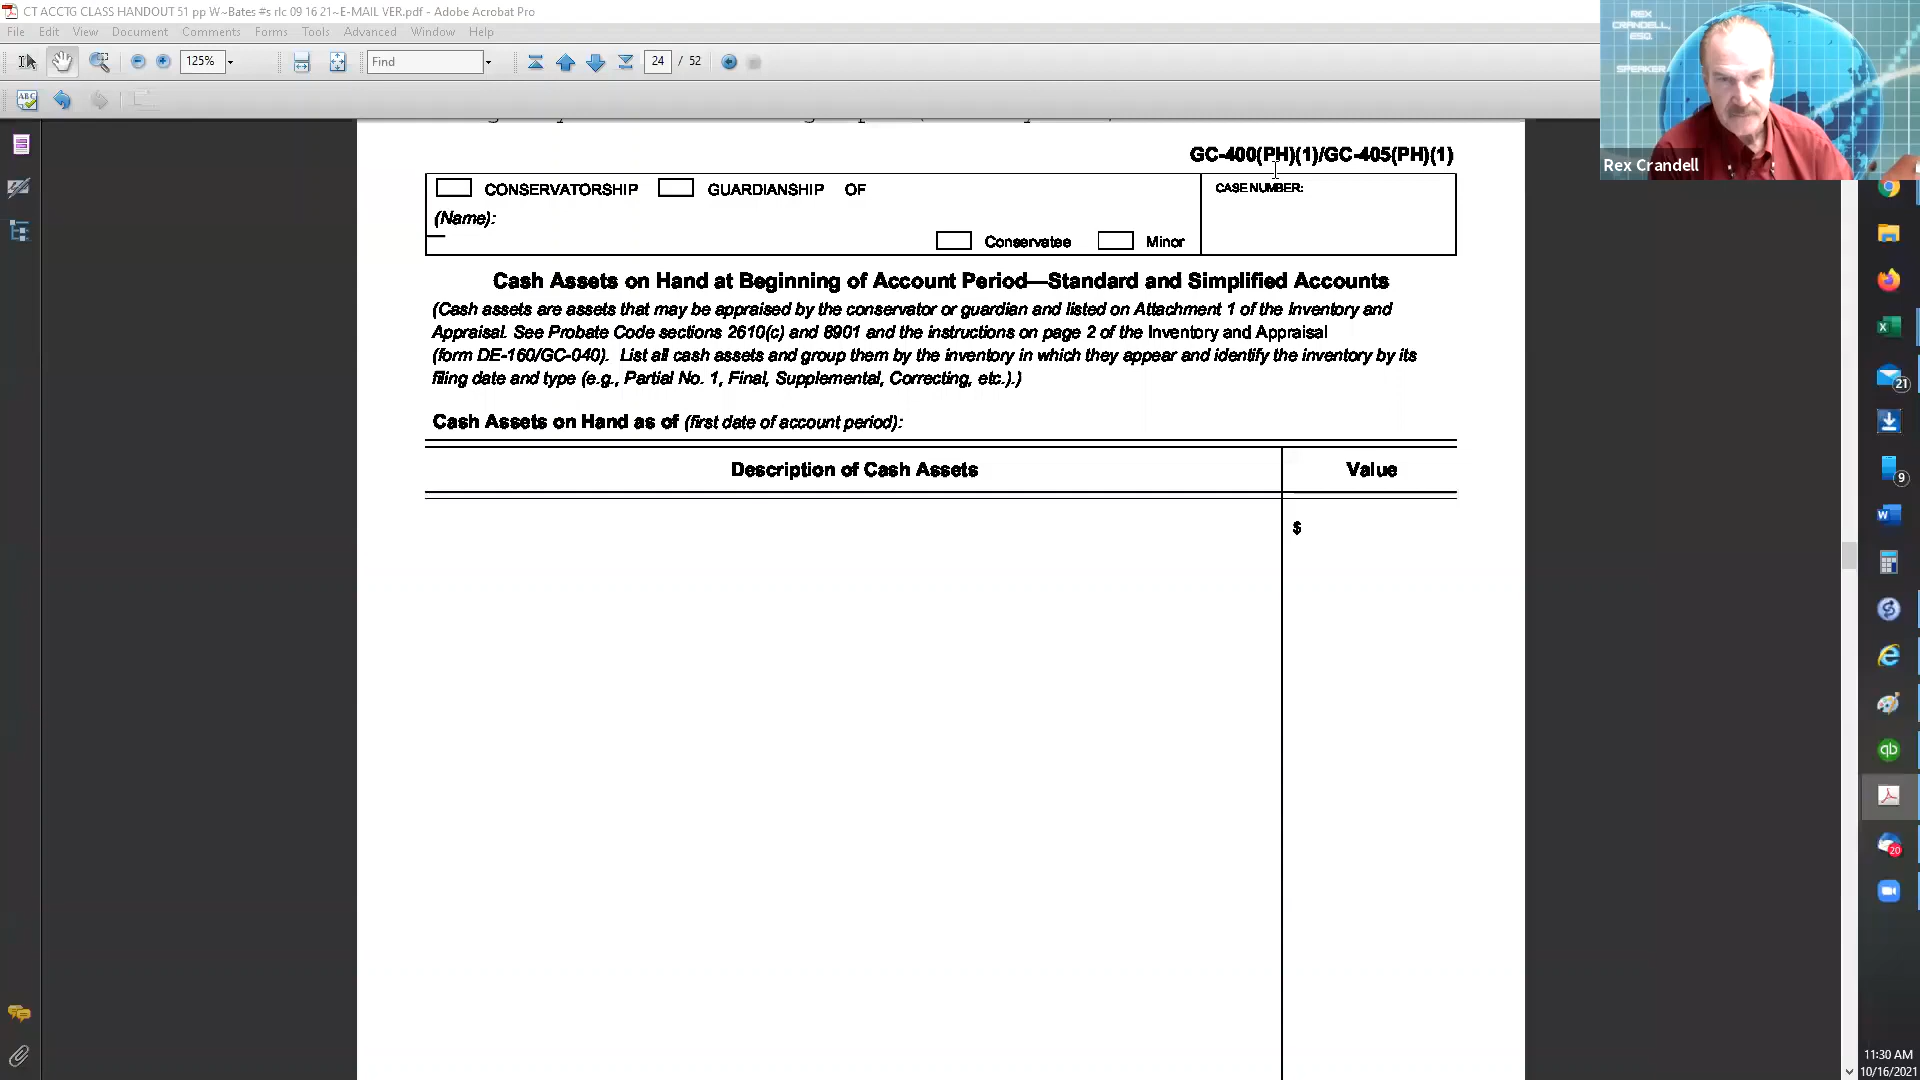 CT ACCTG CLASS HANDOUT 51 pp W~Bates #s rlc 09 16 21~E-MAIL VER.pdf - Adobe Acrobat Pro
File Edit View Document Comments Forms Tools Advanced Window Help
125% Find 24 / 52
REX
CRANDELL,
ESQ.
SPEAKER
Rex Crandell
GC-400(PH)(1)/GC-405(PH)(1)
CONSERVATORSHIP GUARDIANSHIP OF
CASE NUMBER:
(Name):
Conservatee Minor
Cash Assets on Hand at Beginning of Account Period—Standard and Simplified Accounts
(Cash assets are assets that may be appraised by the conservator or guardian and listed on Attachment 1 of the Inventory and
Appraisal. See Probate Code sections 2610(c) and 8901 and the instructions on page 2 of the Inventory and Appraisal
(form DE-160/GC-040). List all cash assets and group them by the inventory in which they appear and identify the inventory by its
filing date and type (e.g., Partial No. 1, Final, Supplemental, Correcting, etc.).)
Cash Assets on Hand as of (first date of account period):
Description of Cash Assets Value
$
21
9
20
11:30 AM
10/16/2021